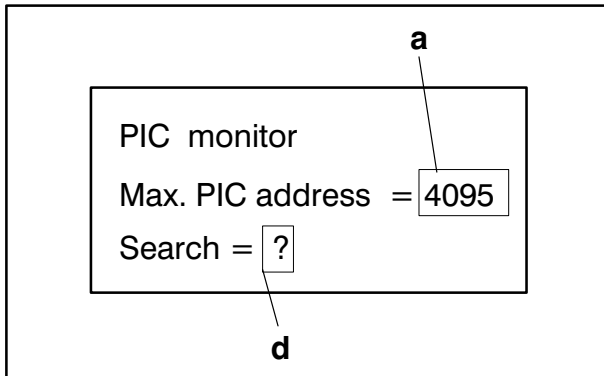 a
PIC monitor
Max. PIC address = 4095
Search = ?
d